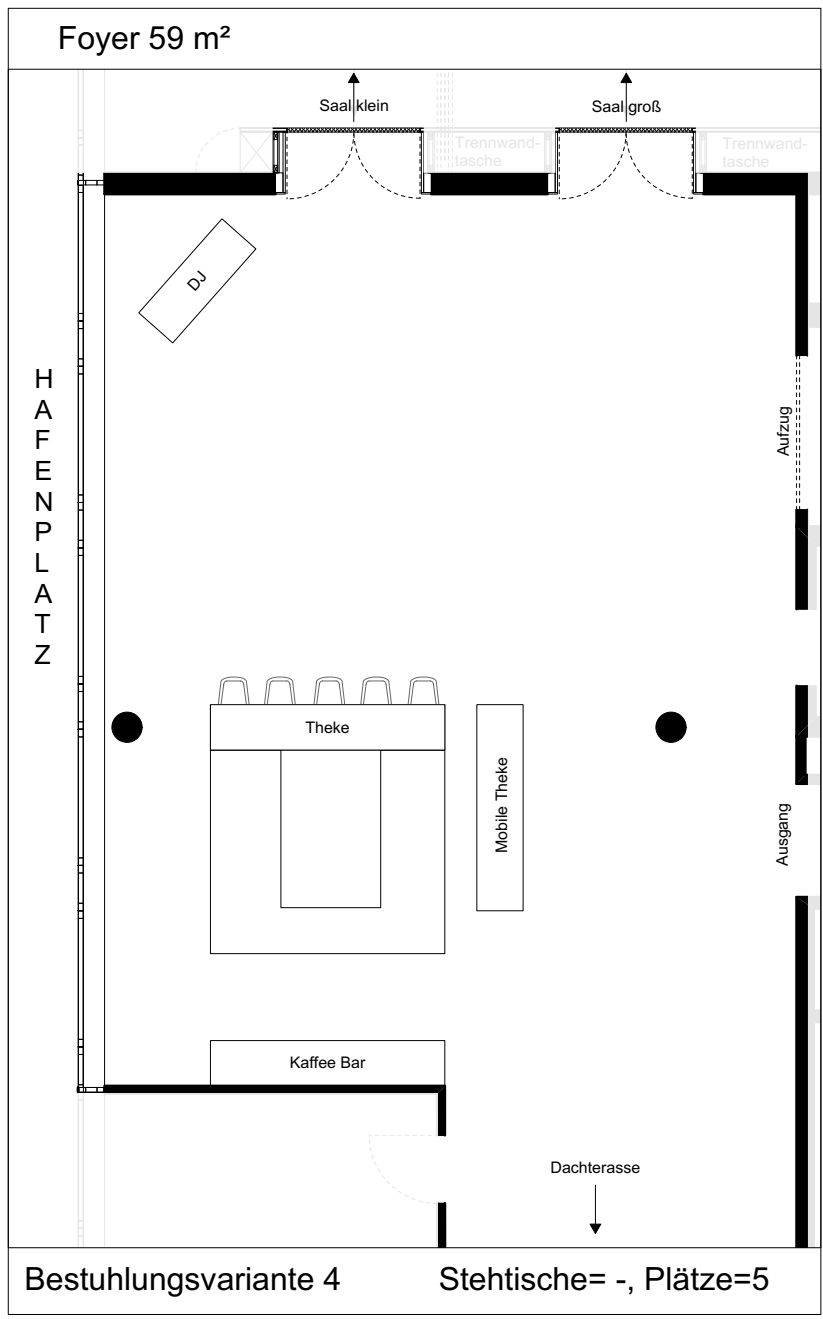 Foyer 59 m²
Saal klein
Saal groß
Trennwand-
tasche
Trennwand-
tasche
DJ
HAFENPLATZ
Aufzug
Theke
Mobile Theke
Ausgang
Kaffee Bar
Dachterasse
Bestuhlungsvariante 4 Stehtische= -, Plätze=5